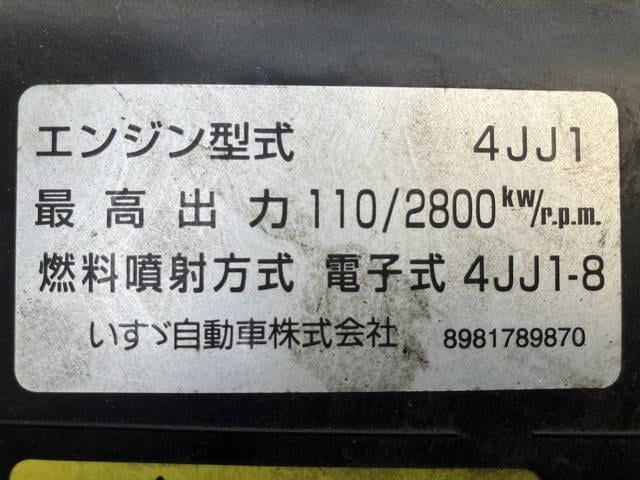 エンジン型式 4JJ1
最高出力 110/2800kw/r.p.m.
燃料噴射方式 電子式 4JJ1-8
いすゞ自動車株式会社 8981789870